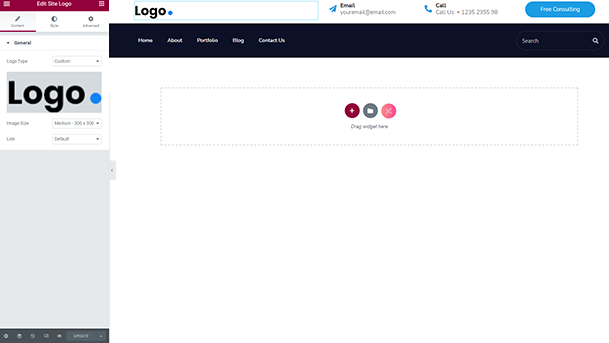 Edit Site Logo
Content
Style
Advanced
General
Logo Type
Custom
Logo
Image Size
Medium - 300 x 300
Link
Default
UPDATE
Logo
Email
youremail@email.com
Call
Call Us: + 1235 2355 98
Free Consulting
Home About Portfolio Blog Contact Us
Search
Drag widget here